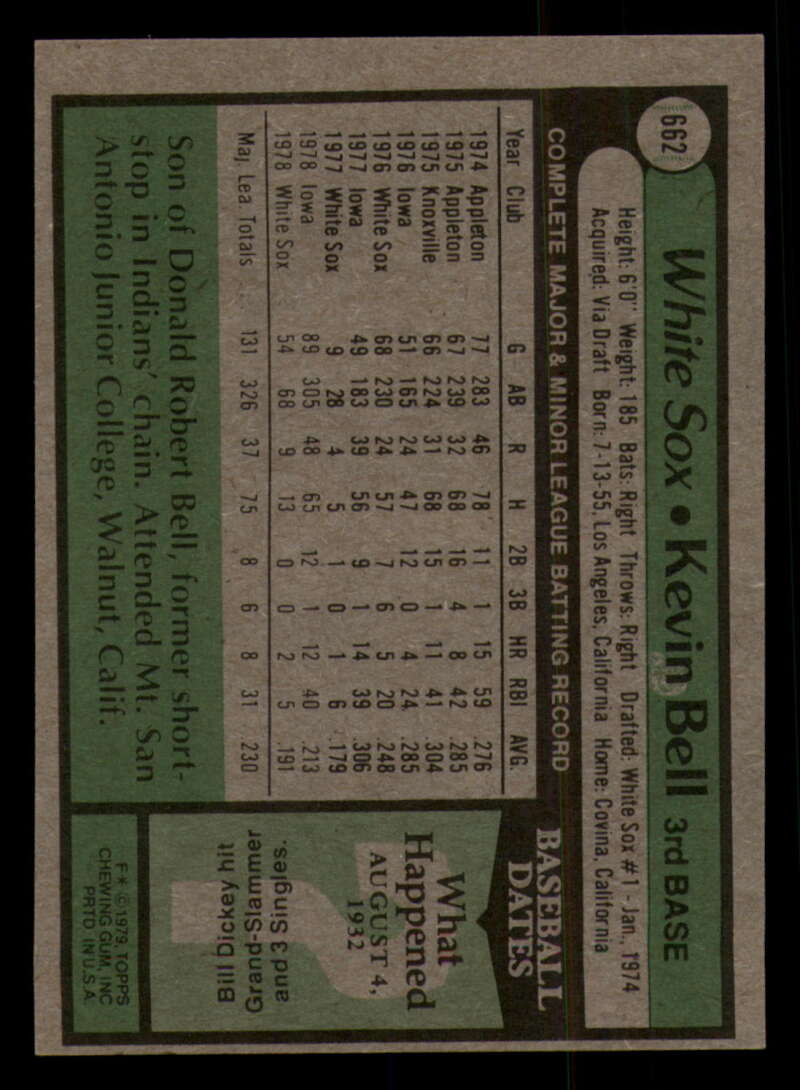 662
White Sox • Kevin Bell 3rd BASE
Height: 6'0" Weight: 185 Bats: Right Throws: Right Drafted: White Sox #1 - Jan., 1974
Acquired: Via Draft Born: 7-13-55, Los Angeles, California Home: Covina, California
COMPLETE MAJOR & MINOR LEAGUE BATTING RECORD
Year Club G AB R H 2B 3B HR RBI AVG.
1974 Appleton 77 283 46 78 11 1 15 59 .276
1975 Appleton 67 239 32 68 16 4 8 42 .285
1975 Knoxville 66 224 31 68 15 1 11 41 .304
1976 Iowa 51 165 24 47 12 0 4 24 .285
1976 White Sox 68 230 24 57 7 6 5 20 .248
1977 Iowa 49 183 39 56 9 1 14 39 .306
1977 White Sox 9 28 4 5 1 0 1 6 .179
1978 Iowa 89 305 48 65 12 1 12 40 .213
1978 White Sox 54 68 9 13 0 0 2 5 .191
Maj. Lea. Totals 131 326 37 75 8 6 8 31 .230
Son of Donald Robert Bell, former short-
stop in Indians' chain. Attended Mt. San
Antonio Junior College, Walnut, Calif.
BASEBALL
DATES
What
Happened
AUGUST 4,
1932
Bill Dickey hit
Grand-Slammer
and 3 Singles.
F* © 1979, TOPPS
CHEWING GUM, INC
PRTD. IN U.S.A.